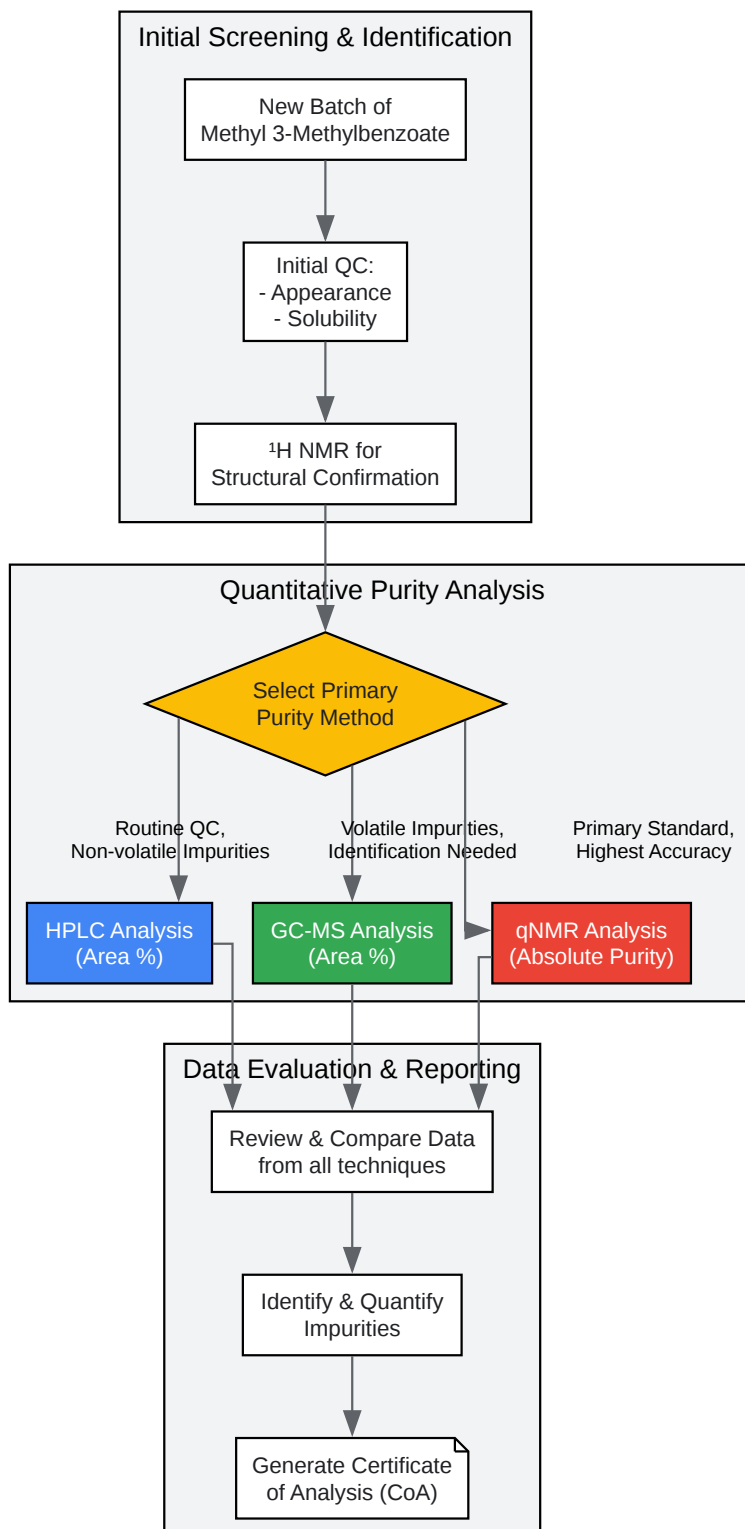 Initial Screening & Identification
New Batch of
Methyl 3-Methylbenzoate
Initial QC:
- Appearance
- Solubility
¹H NMR for
Structural Confirmation
Quantitative Purity Analysis
Select Primary
Purity Method
Routine QC,
Non-volatile Impurities
Volatile Impurities,
Identification Needed
Primary Standard,
Highest Accuracy
HPLC Analysis
(Area %)
GC-MS Analysis
(Area %)
qNMR Analysis
(Absolute Purity)
Data Evaluation & Reporting
Review & Compare Data
from all techniques
Identify & Quantify
Impurities
Generate Certificate
of Analysis (CoA)